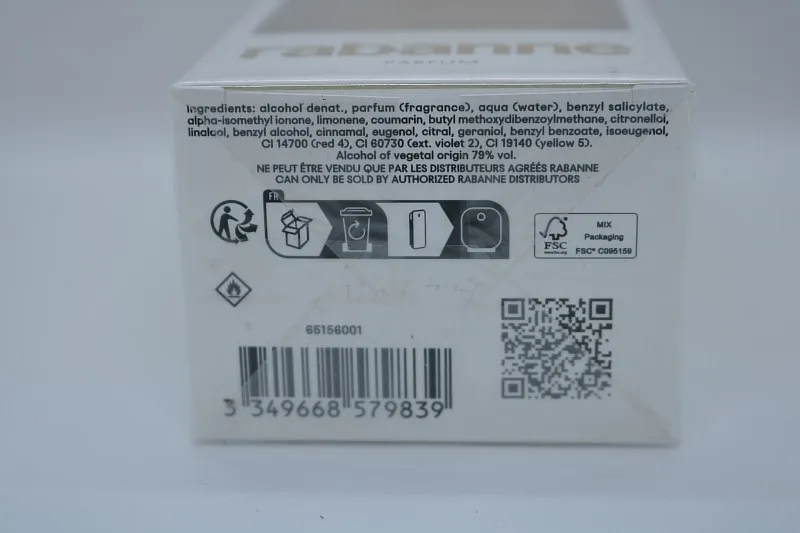 rabanne
PARFUM
Ingredients: alcohol denat., parfum (fragrance), aqua (water), benzyl salicylate,
alpha-isomethyl ionone, limonene, coumarin, butyl methoxydibenzoylmethane, citronellol,
linalool, benzyl alcohol, cinnamal, eugenol, citral, geraniol, benzyl benzoate, isoeugenol,
CI 14700 (red 4), CI 60730 (ext. violet 2), CI 19140 (yellow 5).
Alcohol of vegetal origin 79% vol.
NE PEUT ÊTRE VENDU QUE PAR LES DISTRIBUTEURS AGRÉÉS RABANNE
CAN ONLY BE SOLD BY AUTHORIZED RABANNE DISTRIBUTORS
FR
FSC
www.fsc.org
MIX
Packaging
FSC® C095159
65156001
3 349668 579839